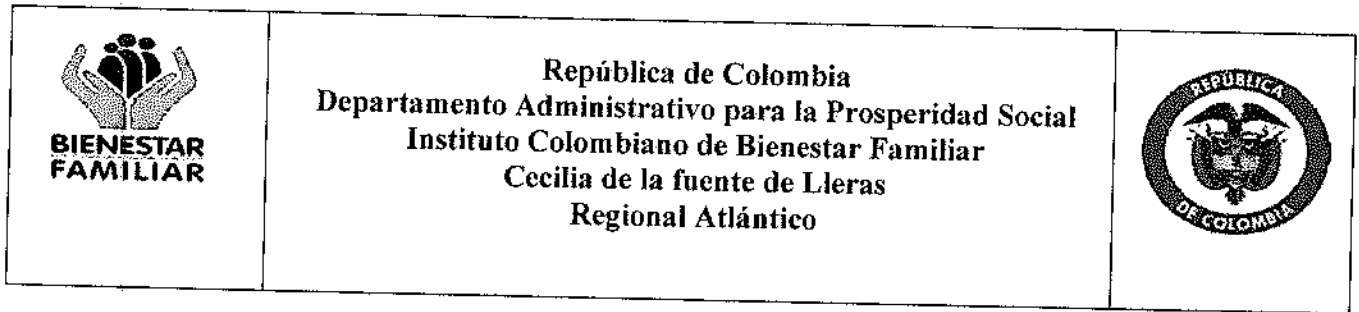 BIENESTAR
FAMILIAR
República de Colombia
Departamento Administrativo para la Prosperidad Social
Instituto Colombiano de Bienestar Familiar
Cecilia de la fuente de Lleras
Regional Atlántico
REPÚBLICA
DE COLOMBIA